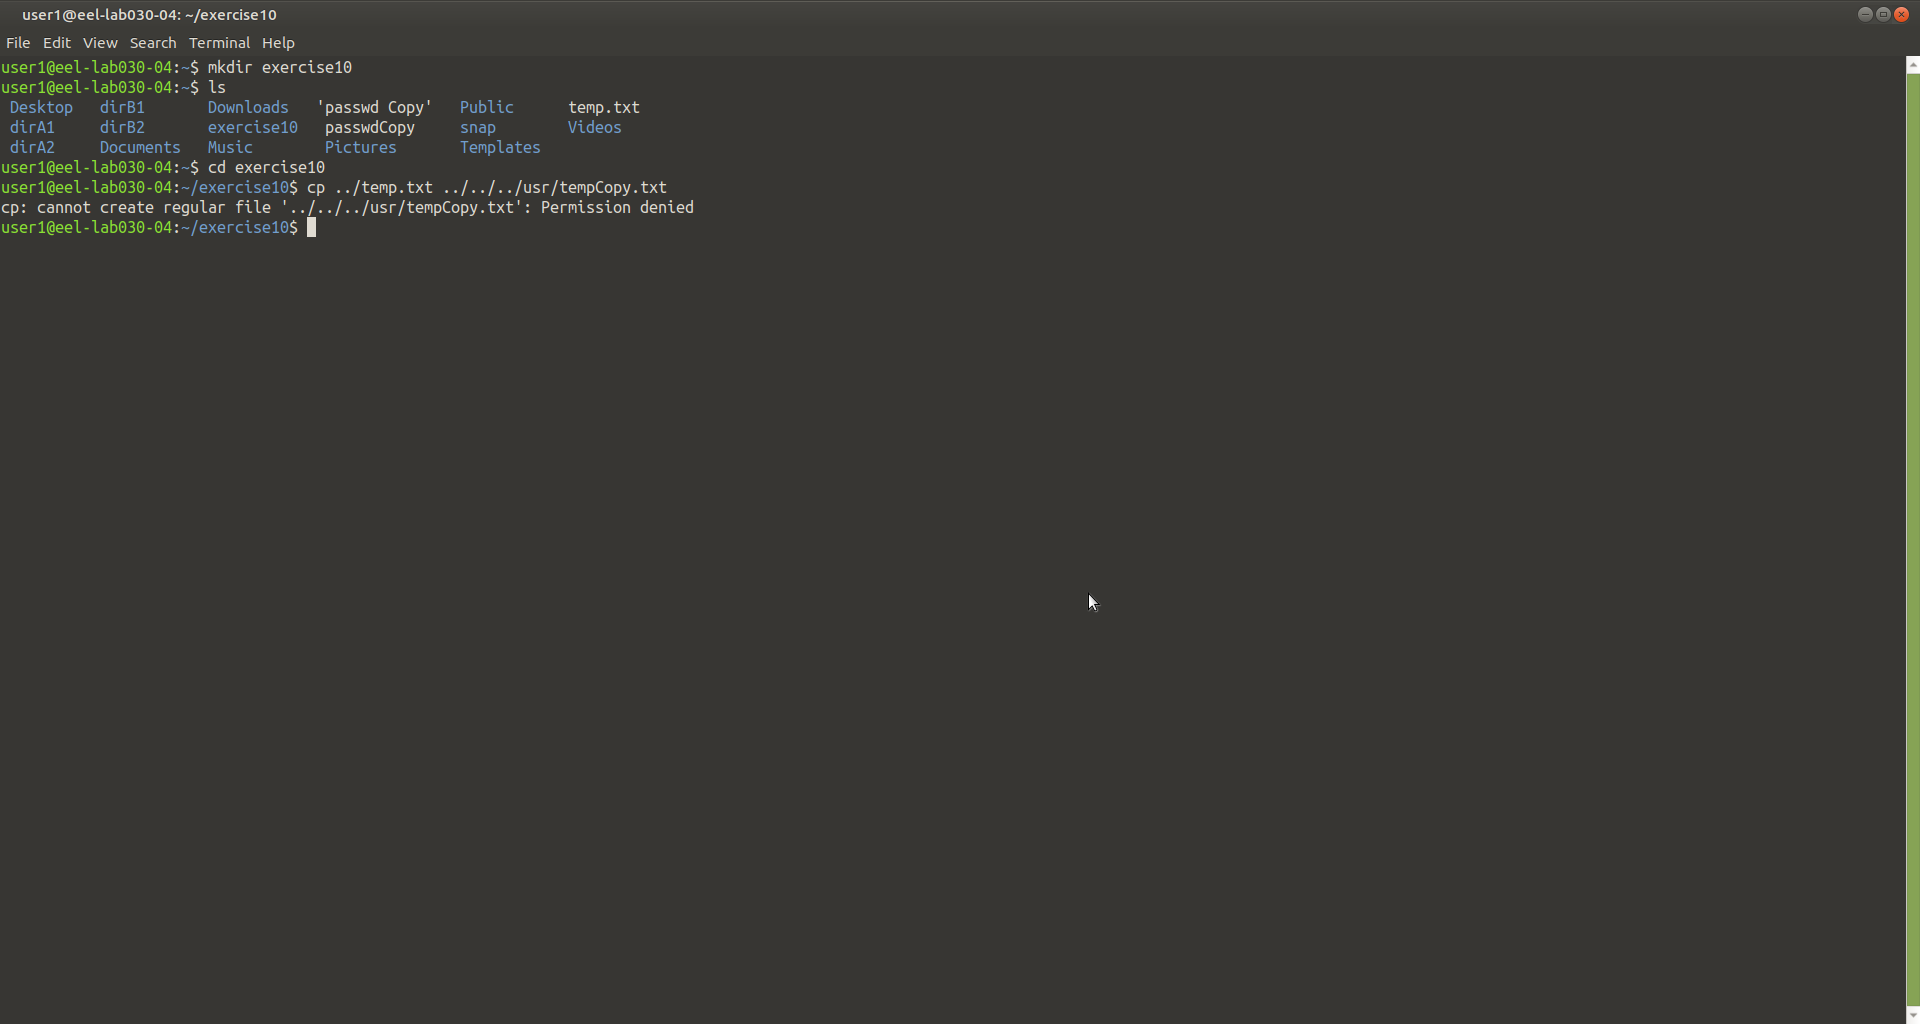 user1@eel-lab030-04: ~/exercise10
File Edit View Search Terminal Help
user1@eel-lab030-04:~$ mkdir exercise10
user1@eel-lab030-04:~$ ls
Desktop dirB1 Downloads 'passwd Copy' Public temp.txt
dirA1 dirB2 exercise10 passwdCopy snap Videos
dirA2 Documents Music Pictures Templates
user1@eel-lab030-04:~$ cd exercise10
user1@eel-lab030-04:~/exercise10$ cp ../temp.txt ../../../usr/tempCopy.txt
cp: cannot create regular file '../../../usr/tempCopy.txt': Permission denied
user1@eel-lab030-04:~/exercise10$